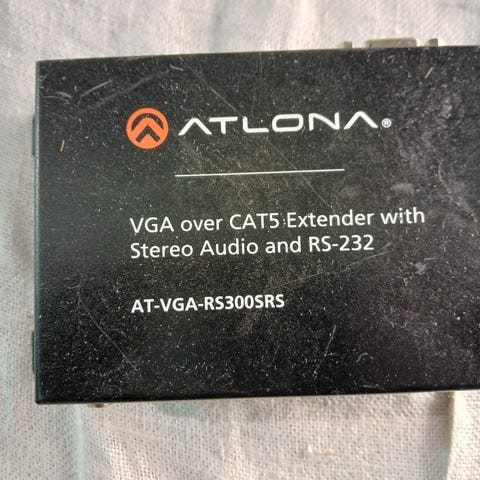 ATLONA®
VGA over CAT5 Extender with
Stereo Audio and RS-232
AT-VGA-RS300SRS